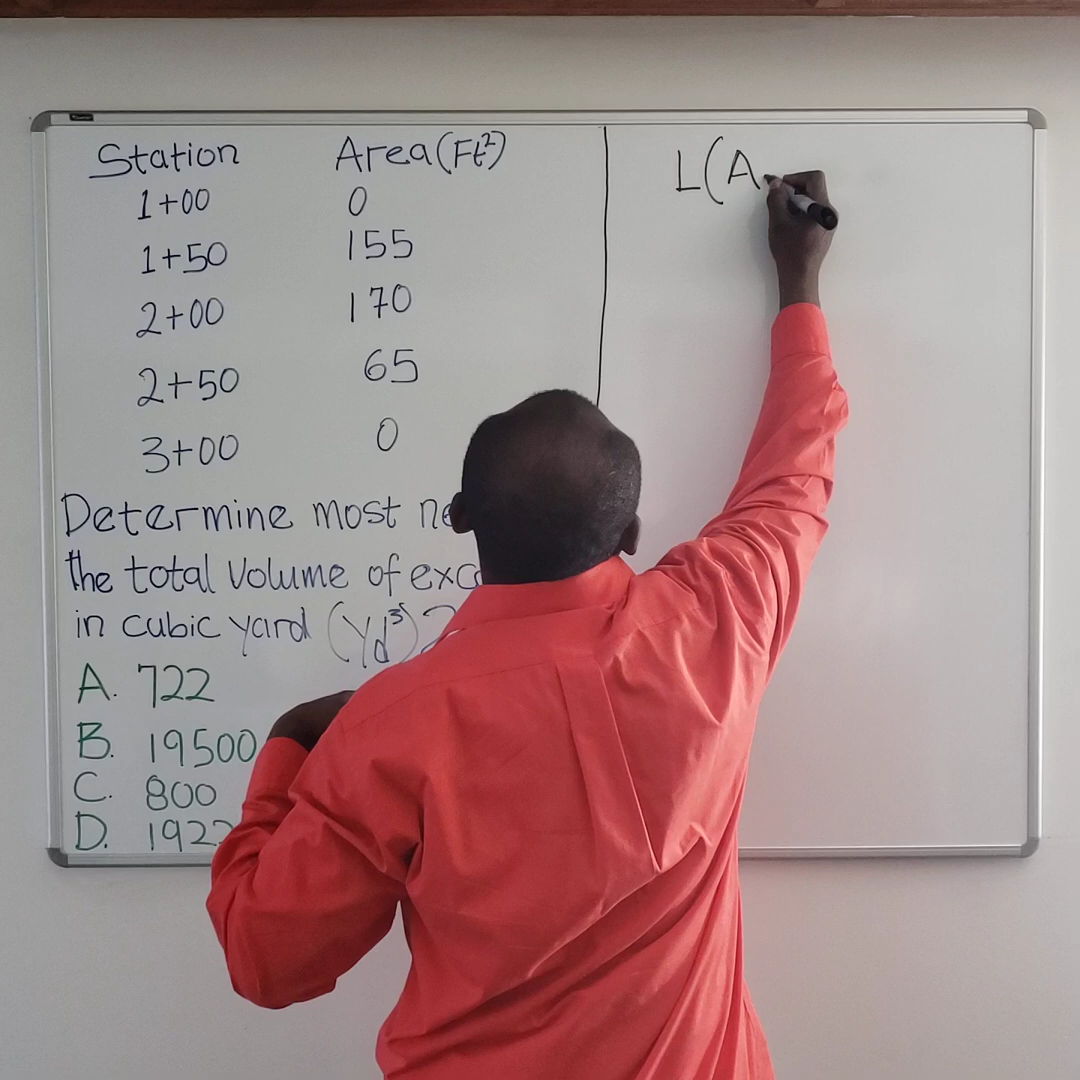 Station Area (Ft²)
1+00 0
1+50 155
2+00 170
2+50 65
3+00 0
Determine most
the total volume of
in cubic yard (Yd³)
A. 722
B. 19500
C. 800
D.
L(A